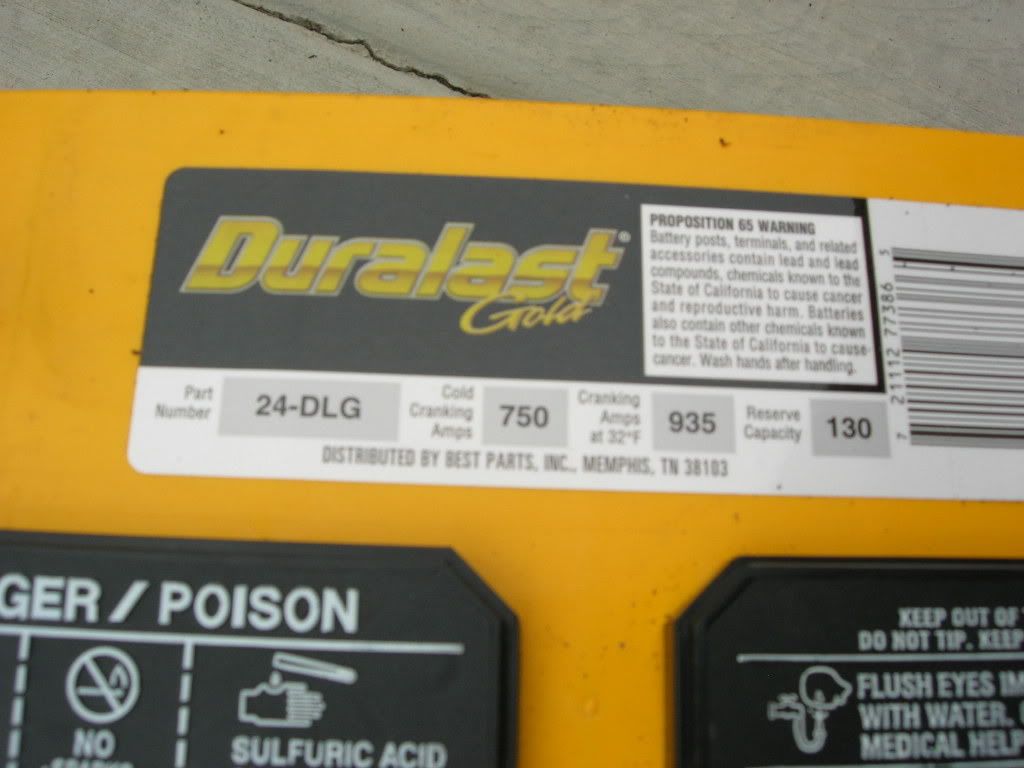 Duralast®
Gold
PROPOSITION 65 WARNING
Battery posts, terminals, and related
accessories contain lead and lead
compounds, chemicals known to the
State of California to cause cancer
and reproductive harm. Batteries
also contain other chemicals known
to the State of California to cause
cancer. Wash hands after handling.
7 21112 77386 5
Part
Number
24-DLG
Cold
Cranking
Amps
750
Cranking
Amps
at 32°F
935
Reserve
Capacity
130
DISTRIBUTED BY BEST PARTS, INC., MEMPHIS, TN 38103
GER / POISON
NO
SPARKS
SULFURIC ACID
KEEP OUT OF
DO NOT TIP. KEEP
FLUSH EYES IM
WITH WATER.
MEDICAL HELP